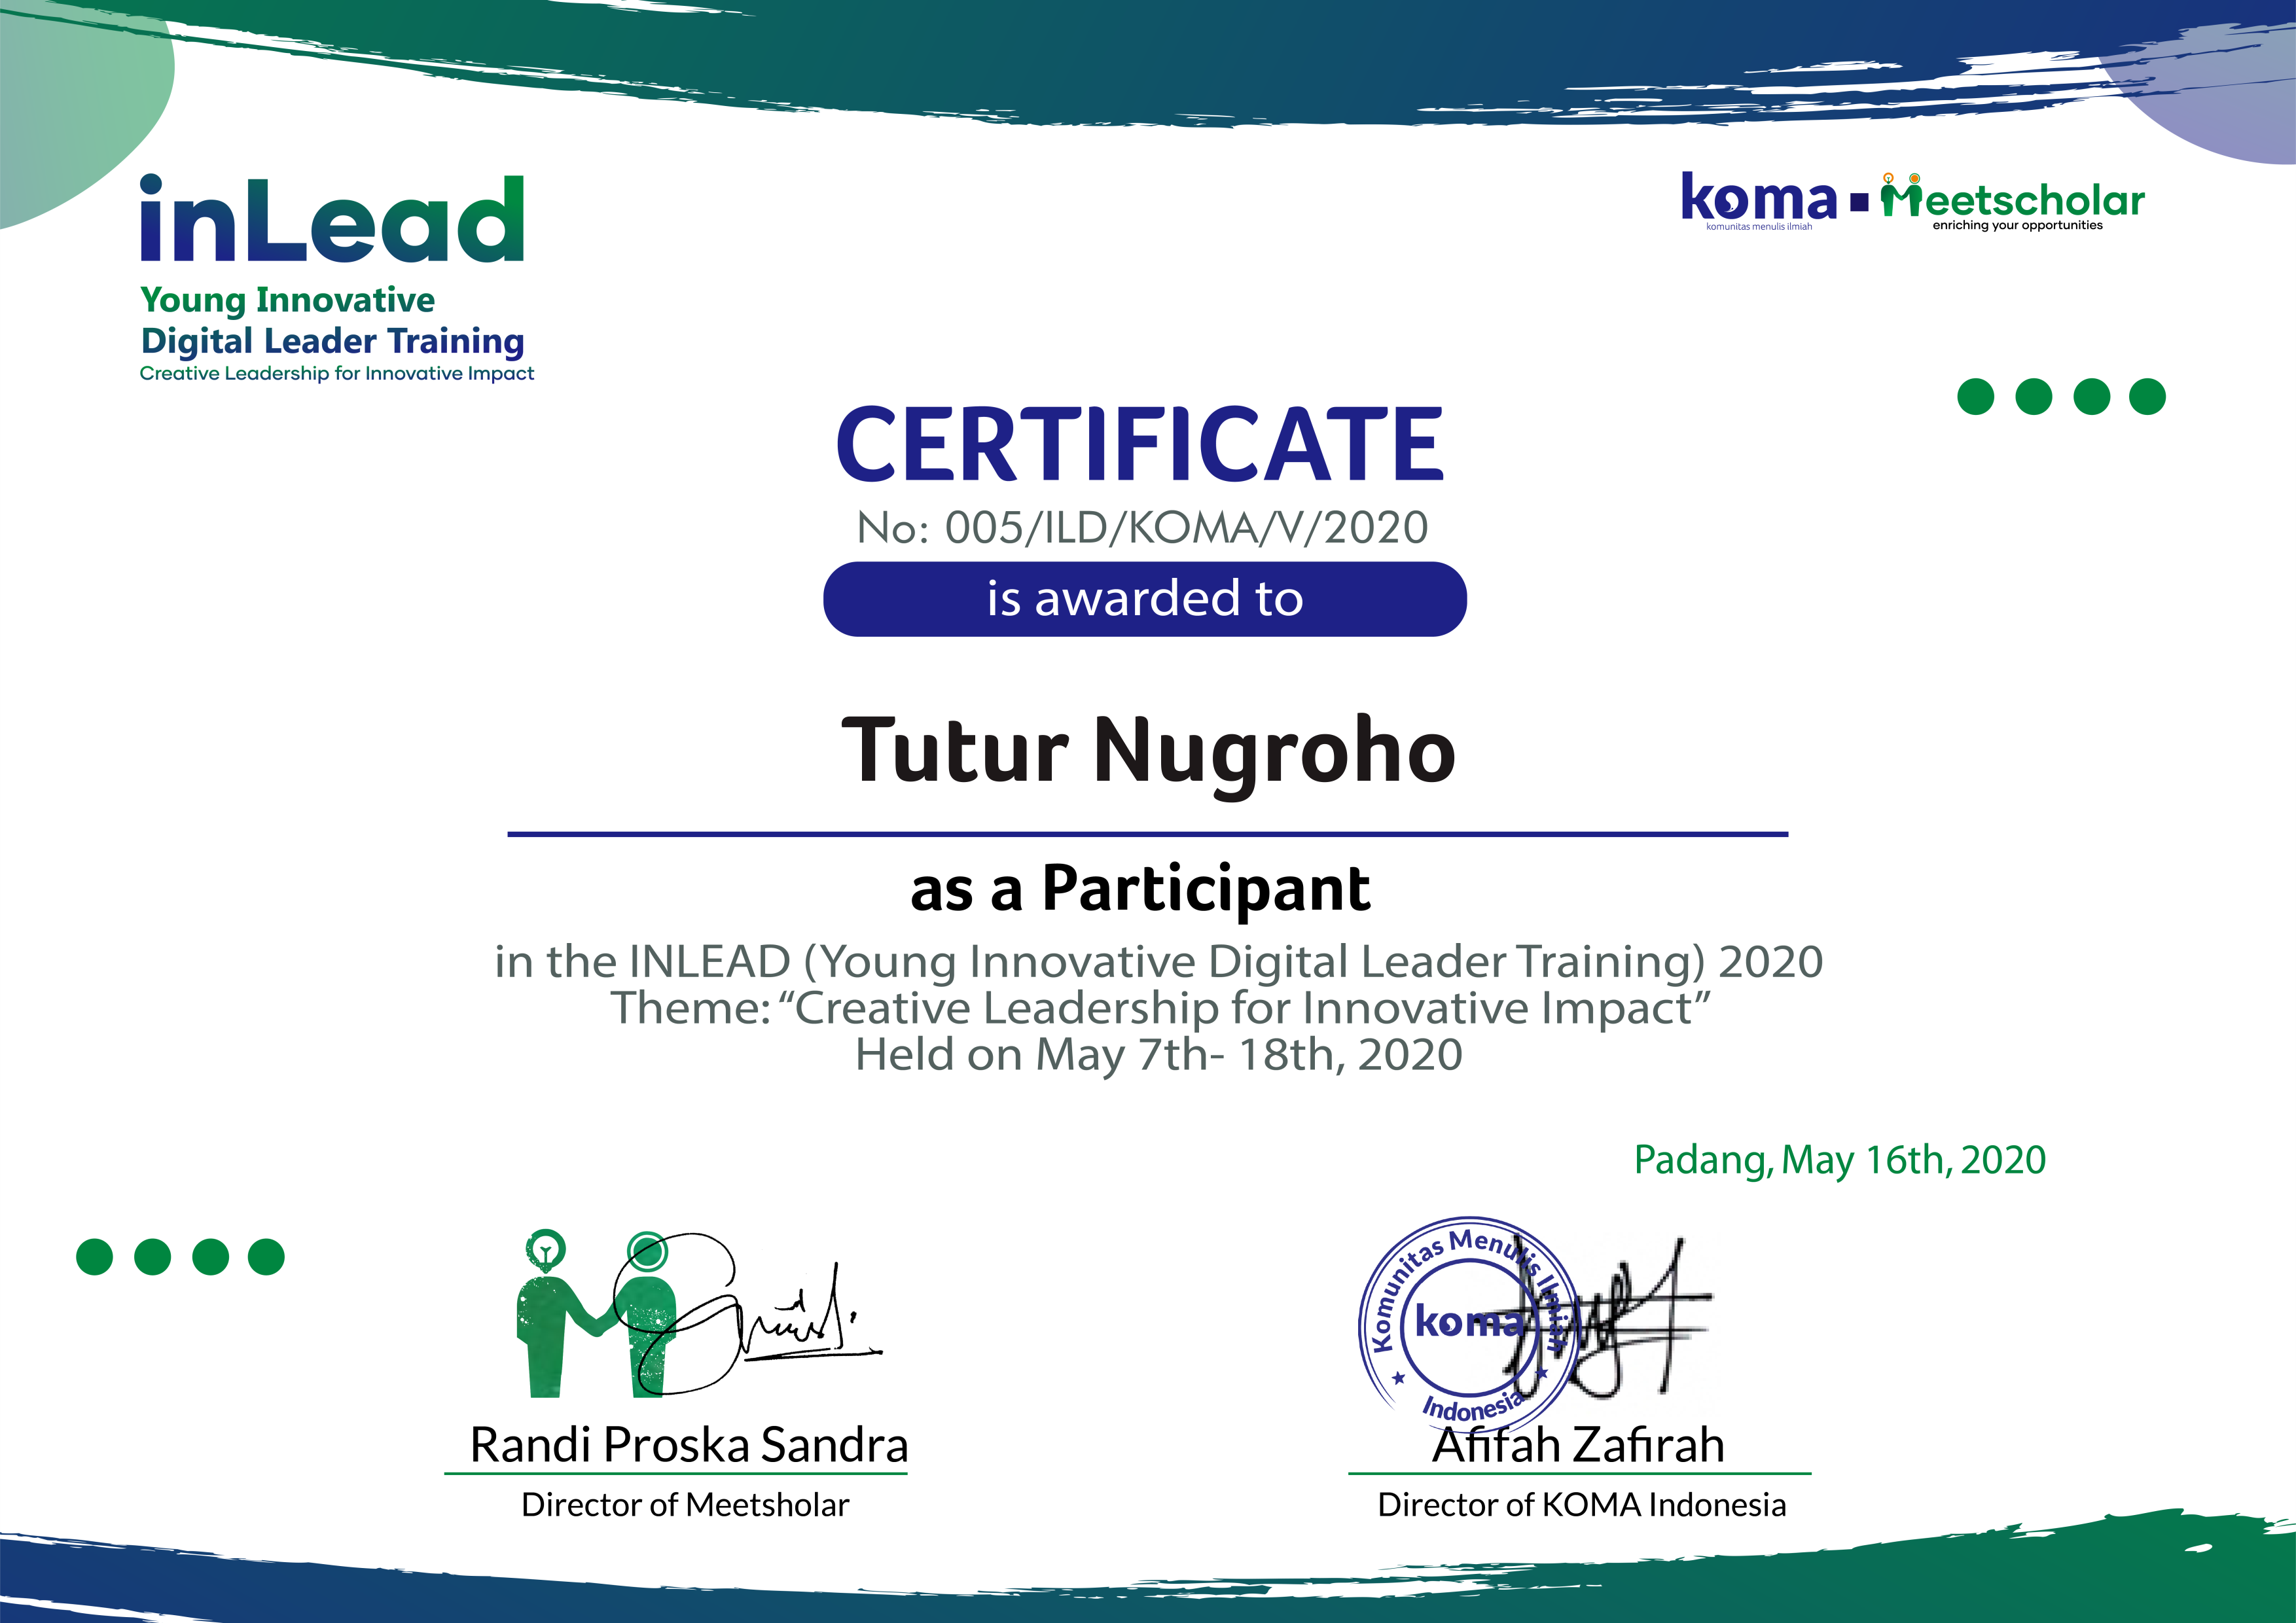 inLead
Young Innovative
Digital Leader Training
Creative Leadership for Innovative Impact
koma
komunitas menulis ilmiah
Meetscholar
enriching your opportunities
CERTIFICATE
No: 005/ILD/KOMA/V/2020
is awarded to
Tutur Nugroho
as a Participant
in the INLEAD (Young Innovative Digital Leader Training) 2020
Theme: “Creative Leadership for Innovative Impact”
Held on May 7th- 18th, 2020
Padang, May 16th, 2020
Komunitas Menulis Ilmiah
koma
Indonesia
Randi Proska Sandra
Director of Meetsholar
Afifah Zafirah
Director of KOMA Indonesia